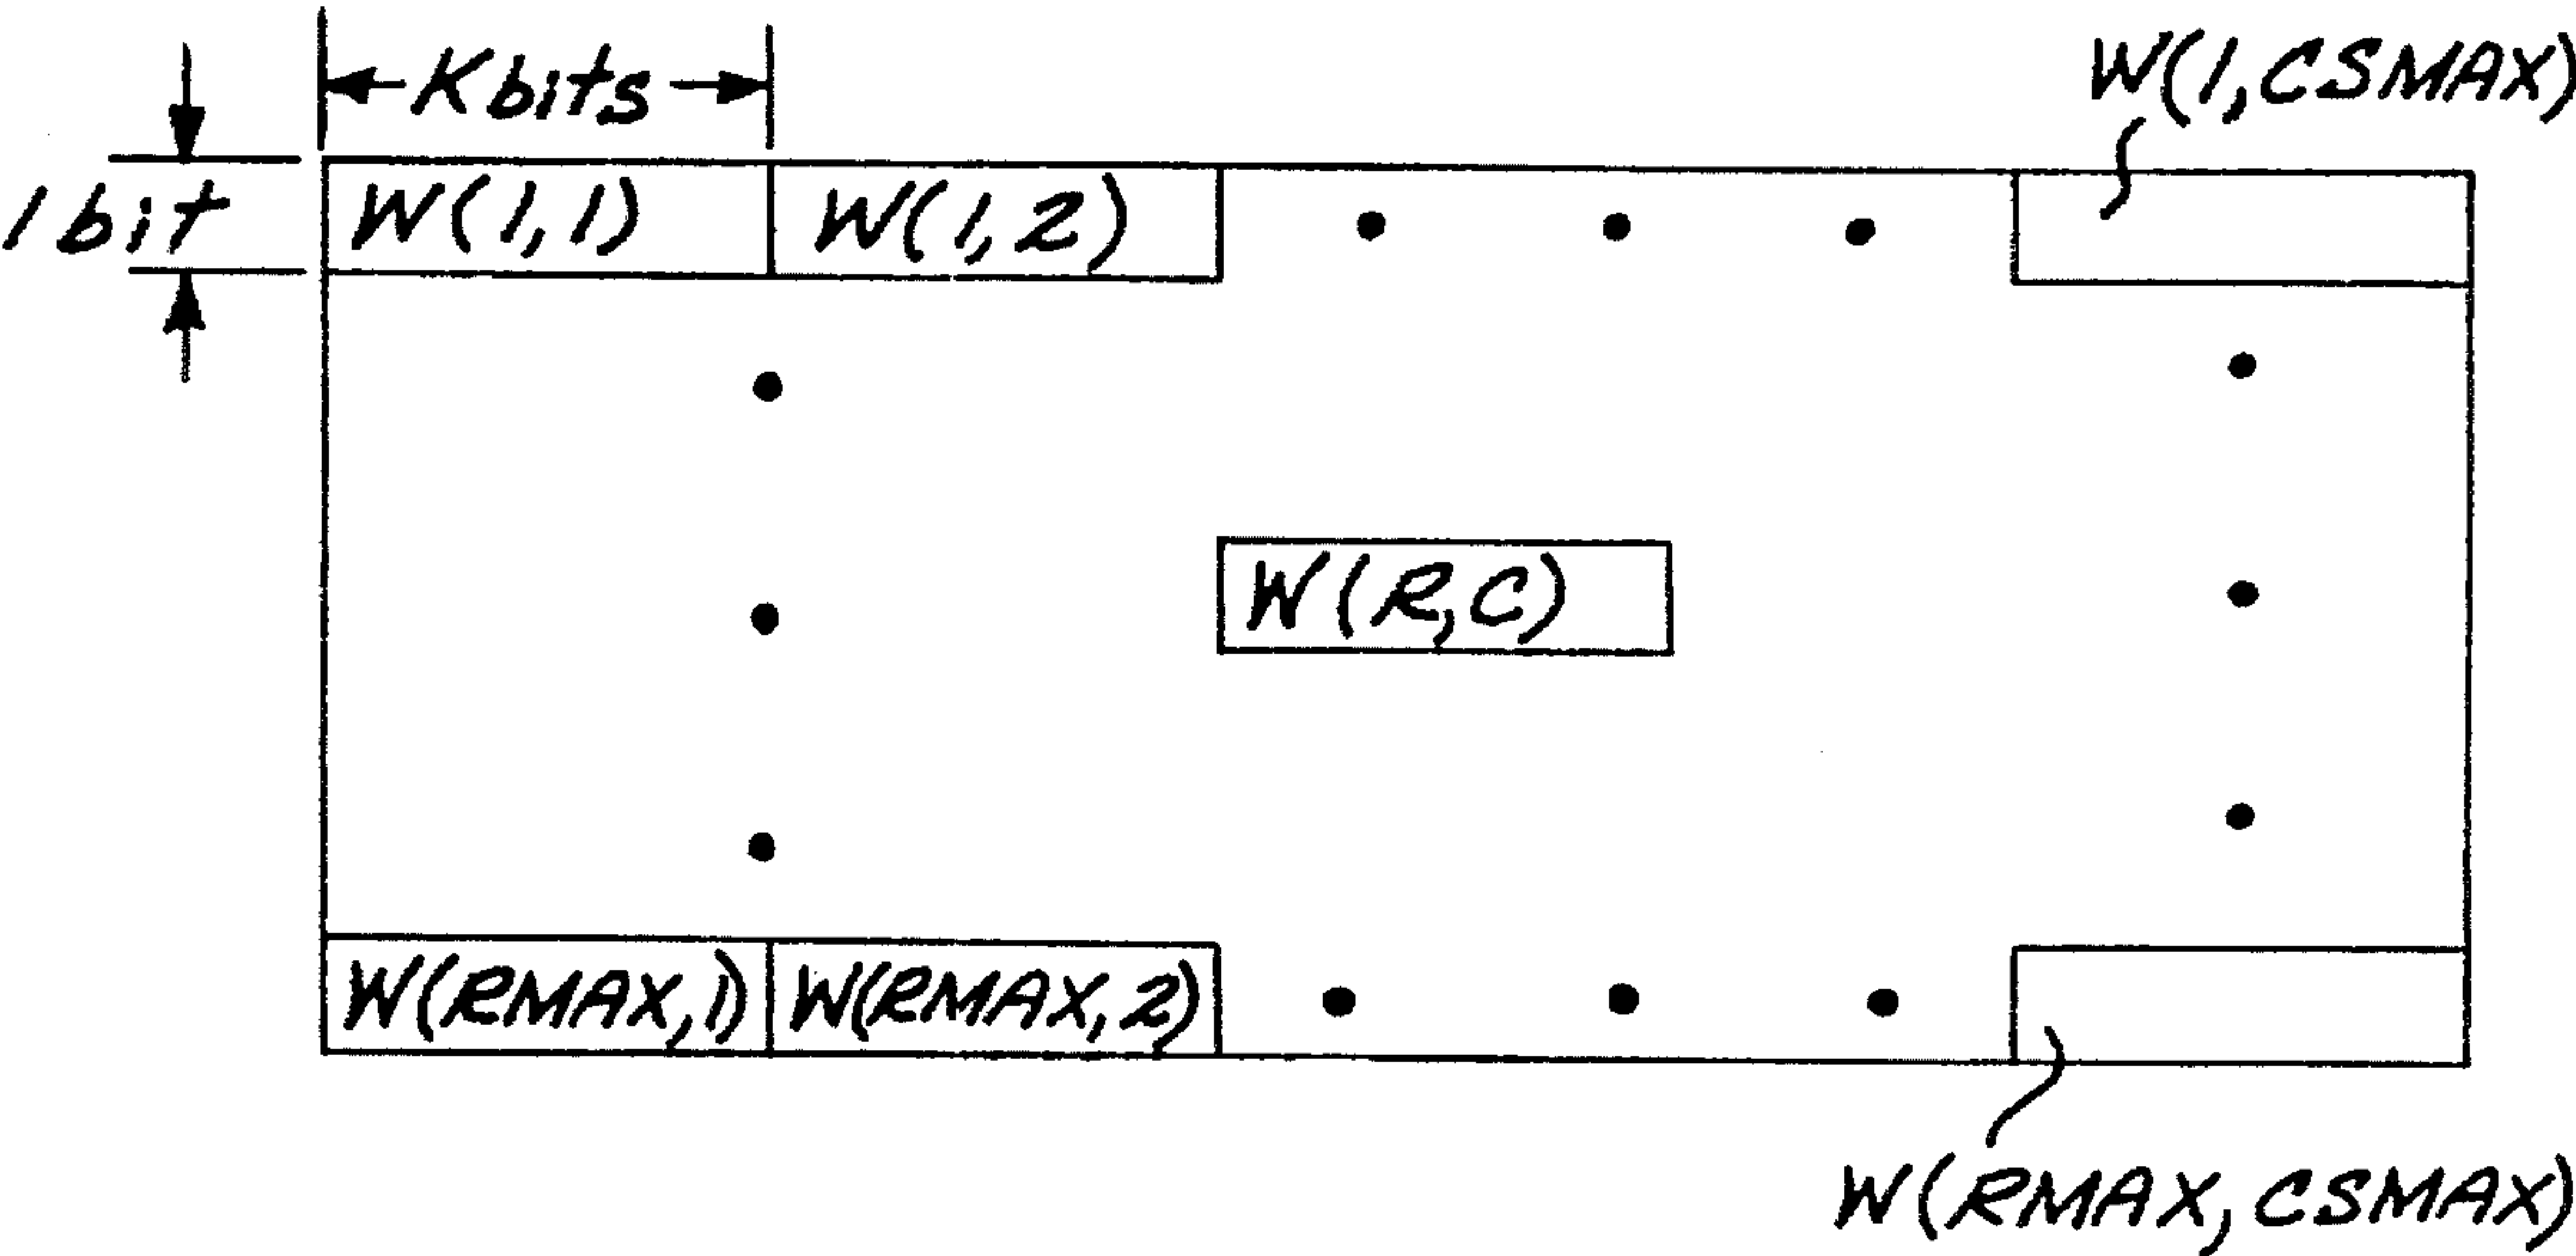 K bits
W(1,CSMAX)
1 bit
W(1,1)
W(1,2)
W(R,C)
W(RMAX,1)
W(RMAX,2)
W(RMAX,CSMAX)